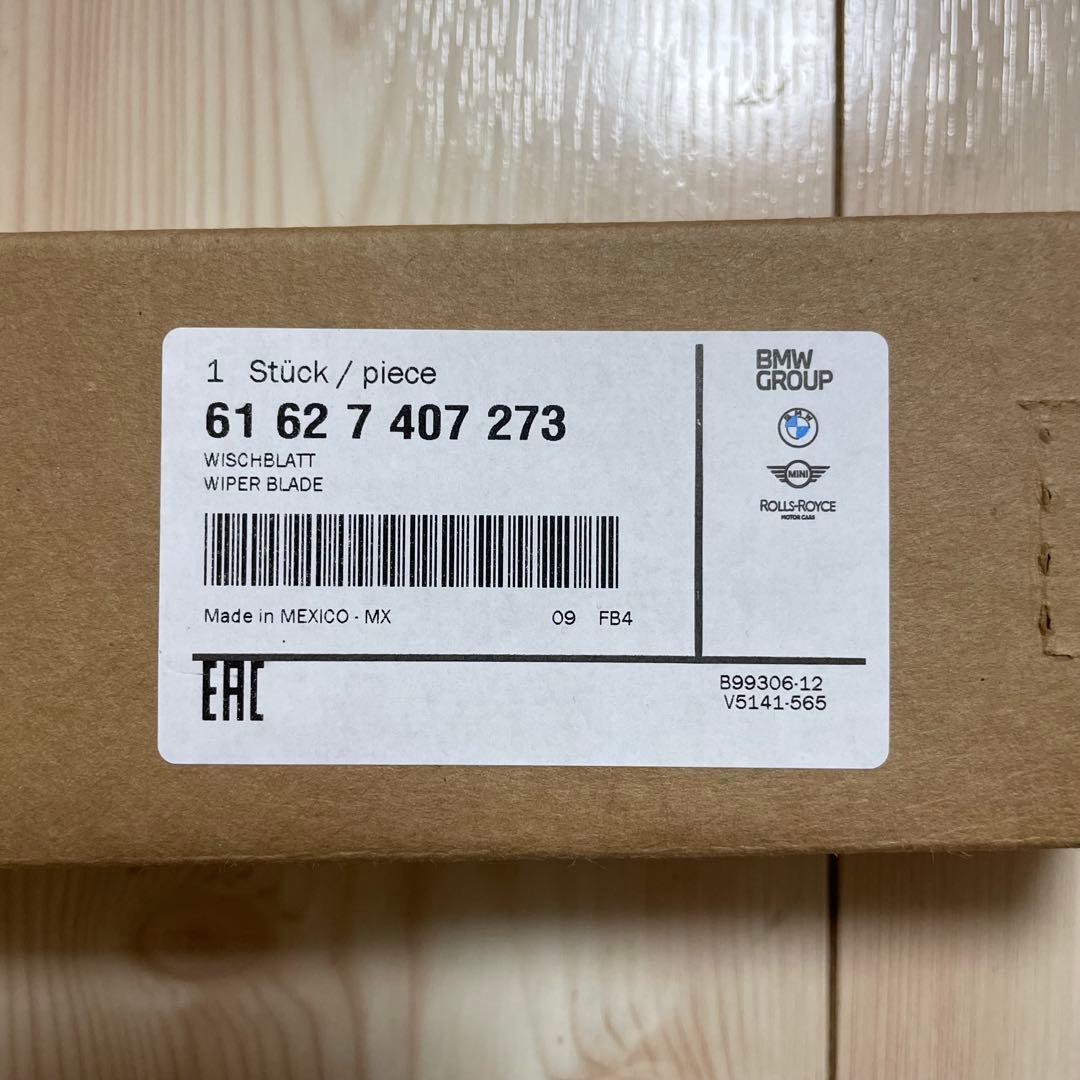 1 Stück / piece
61 62 7 407 273
WISCHBLATT
WIPER BLADE
Made in MEXICO - MX 09 FB4
EAC
BMW
GROUP
BMW
MINI
ROLLS-ROYCE
MOTOR CARS
B99306-12
V5141-565